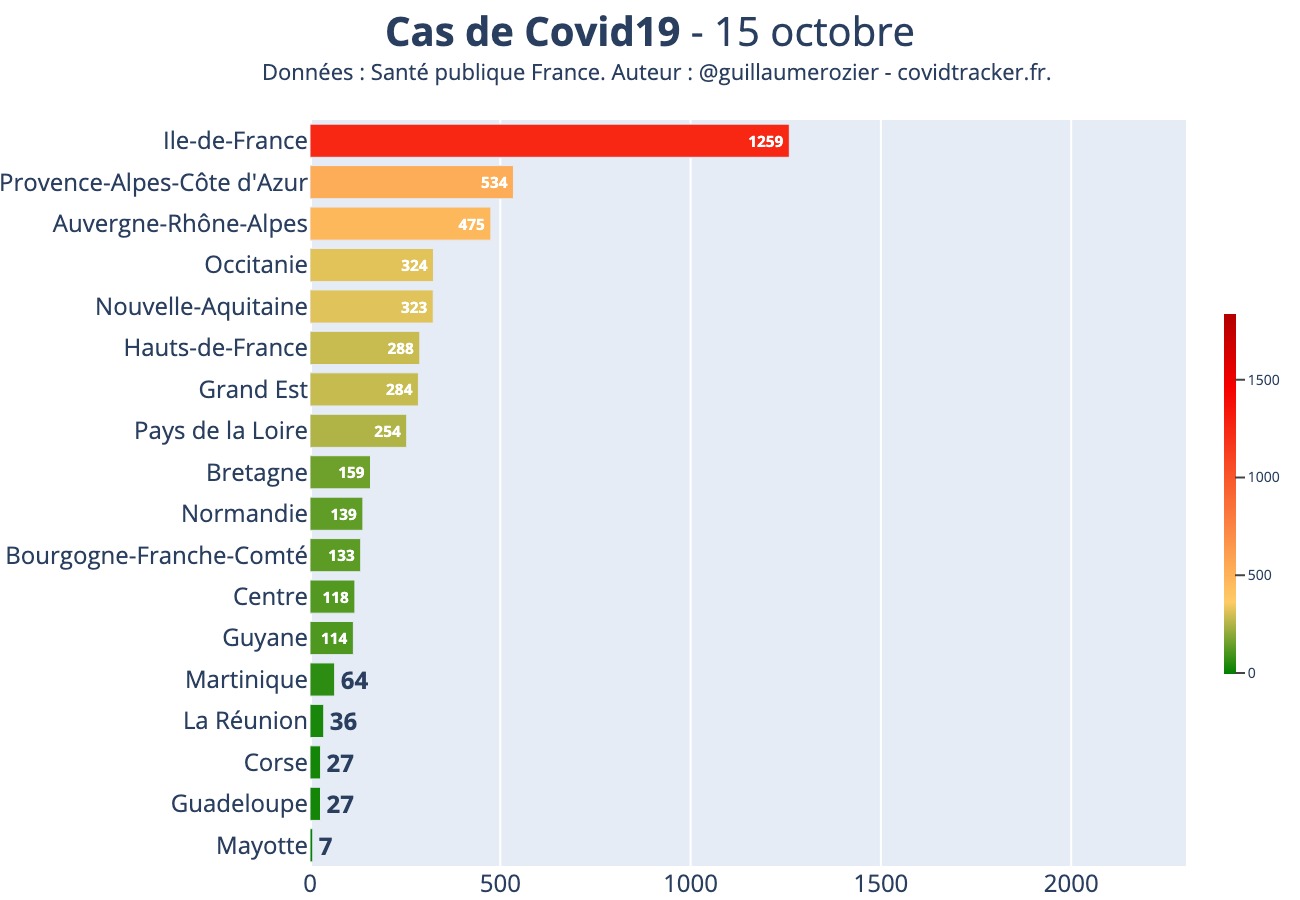 Cas de Covid19 - 15 octobre
Données : Santé publique France. Auteur : @guillaumerozier - covidtracker.fr.
Ile-de-France 1259
Provence-Alpes-Côte d'Azur 534
Auvergne-Rhône-Alpes 475
Occitanie 324
Nouvelle-Aquitaine 323
Hauts-de-France 288
Grand Est 284
Pays de la Loire 254
Bretagne 159
Normandie 139
Bourgogne-Franche-Comté 133
Centre 118
Guyane 114
Martinique 64
La Réunion 36
Corse 27
Guadeloupe 27
Mayotte 7
0 500 1000 1500 2000
1500
1000
500
0